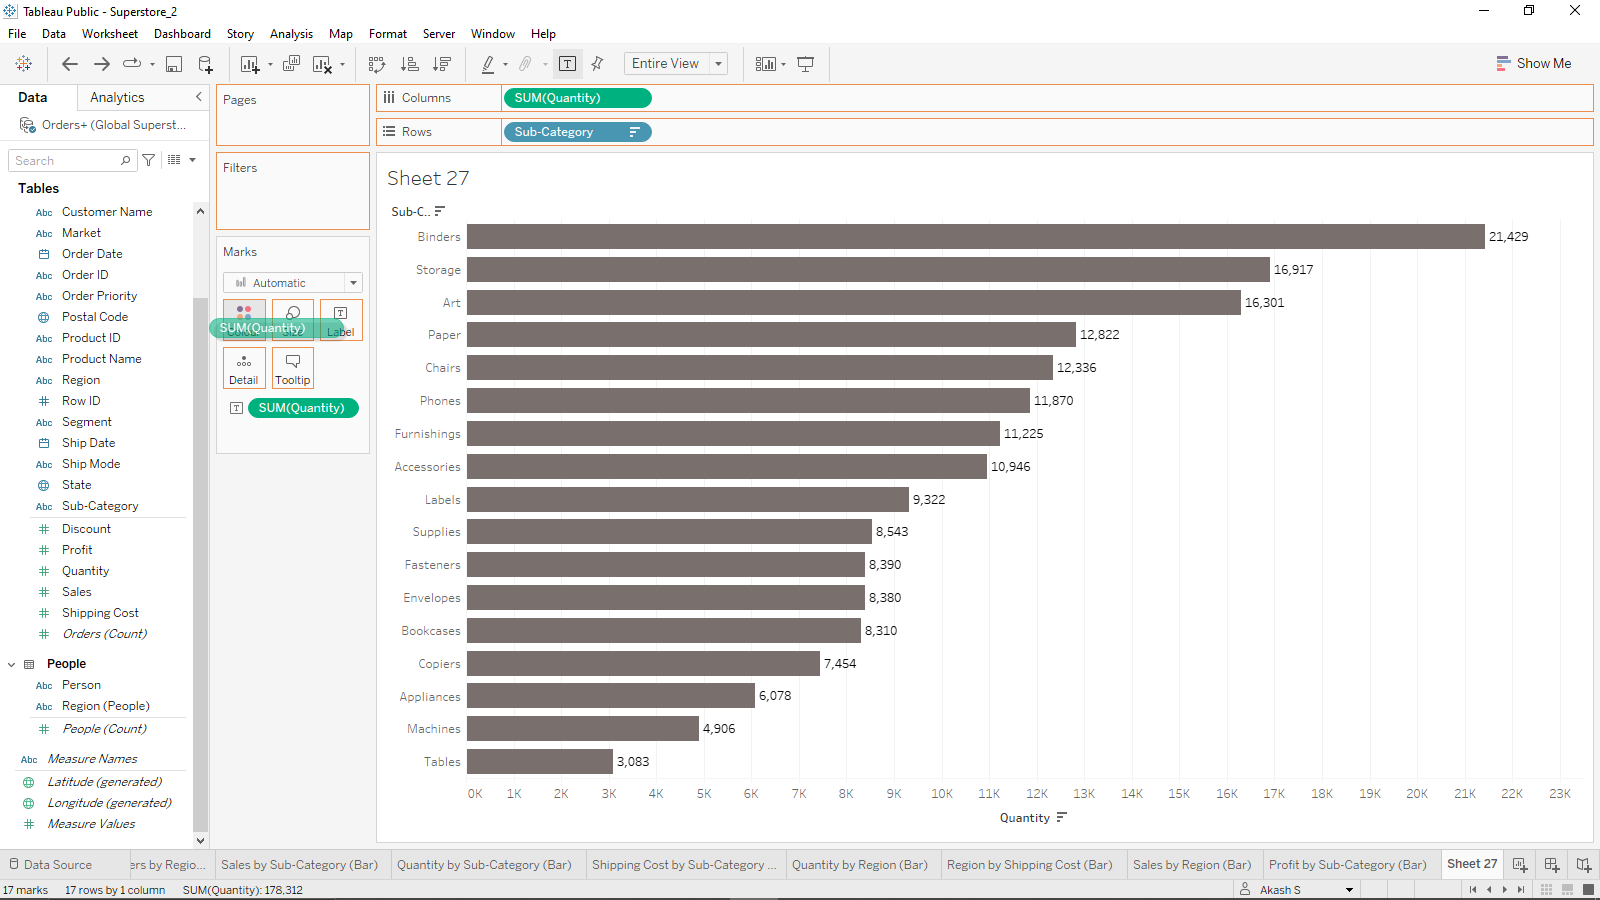 Tableau Public - Superstore_2
File Data Worksheet Dashboard Story Analysis Map Format Server Window Help
Entire View
Show Me
Data Analytics
Orders+ (Global Superst...
Search
Tables
Abc Customer Name
Abc Market
Order Date
Abc Order ID
Abc Order Priority
Postal Code
Abc Product ID
Abc Product Name
Abc Region
# Row ID
Abc Segment
Ship Date
Abc Ship Mode
State
Abc Sub-Category
# Discount
# Profit
# Quantity
# Sales
# Shipping Cost
# Orders (Count)
People
Abc Person
Abc Region (People)
# People (Count)
Abc Measure Names
Latitude (generated)
Longitude (generated)
# Measure Values
Pages
Filters
Marks
Automatic
SUM(Quantity)
Label
Detail Tooltip
SUM(Quantity)
Columns SUM(Quantity)
Rows Sub-Category
Sheet 27
Sub-C..
Binders 21,429
Storage 16,917
Art 16,301
Paper 12,822
Chairs 12,336
Phones 11,870
Furnishings 11,225
Accessories 10,946
Labels 9,322
Supplies 8,543
Fasteners 8,390
Envelopes 8,380
Bookcases 8,310
Copiers 7,454
Appliances 6,078
Machines 4,906
Tables 3,083
0K 1K 2K 3K 4K 5K 6K 7K 8K 9K 10K 11K 12K 13K 14K 15K 16K 17K 18K 19K 20K 21K 22K 23K
Quantity
Data Source ers by Regio... Sales by Sub-Category (Bar) Quantity by Sub-Category (Bar) Shipping Cost by Sub-Category ... Quantity by Region (Bar) Region by Shipping Cost (Bar) Sales by Region (Bar) Profit by Sub-Category (Bar) Sheet 27
17 marks 17 rows by 1 column SUM(Quantity): 178,312 Akash S